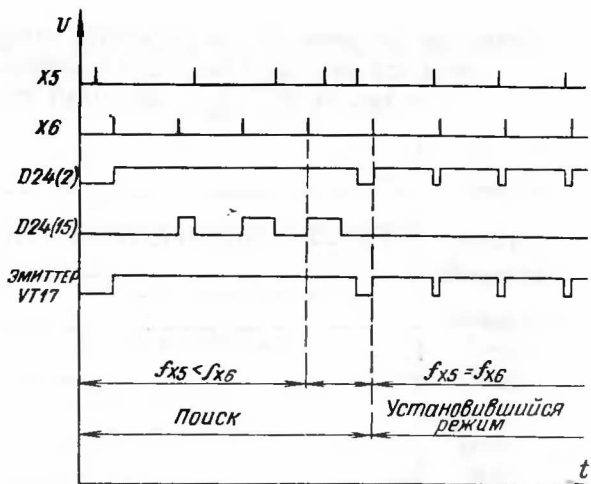 U
X5
X6
D24(2)
D24(15)
ЭМИТТЕР
VT17
fX5 < fX6
fX5 = fX6
Поиск
Установившийся
режим
t